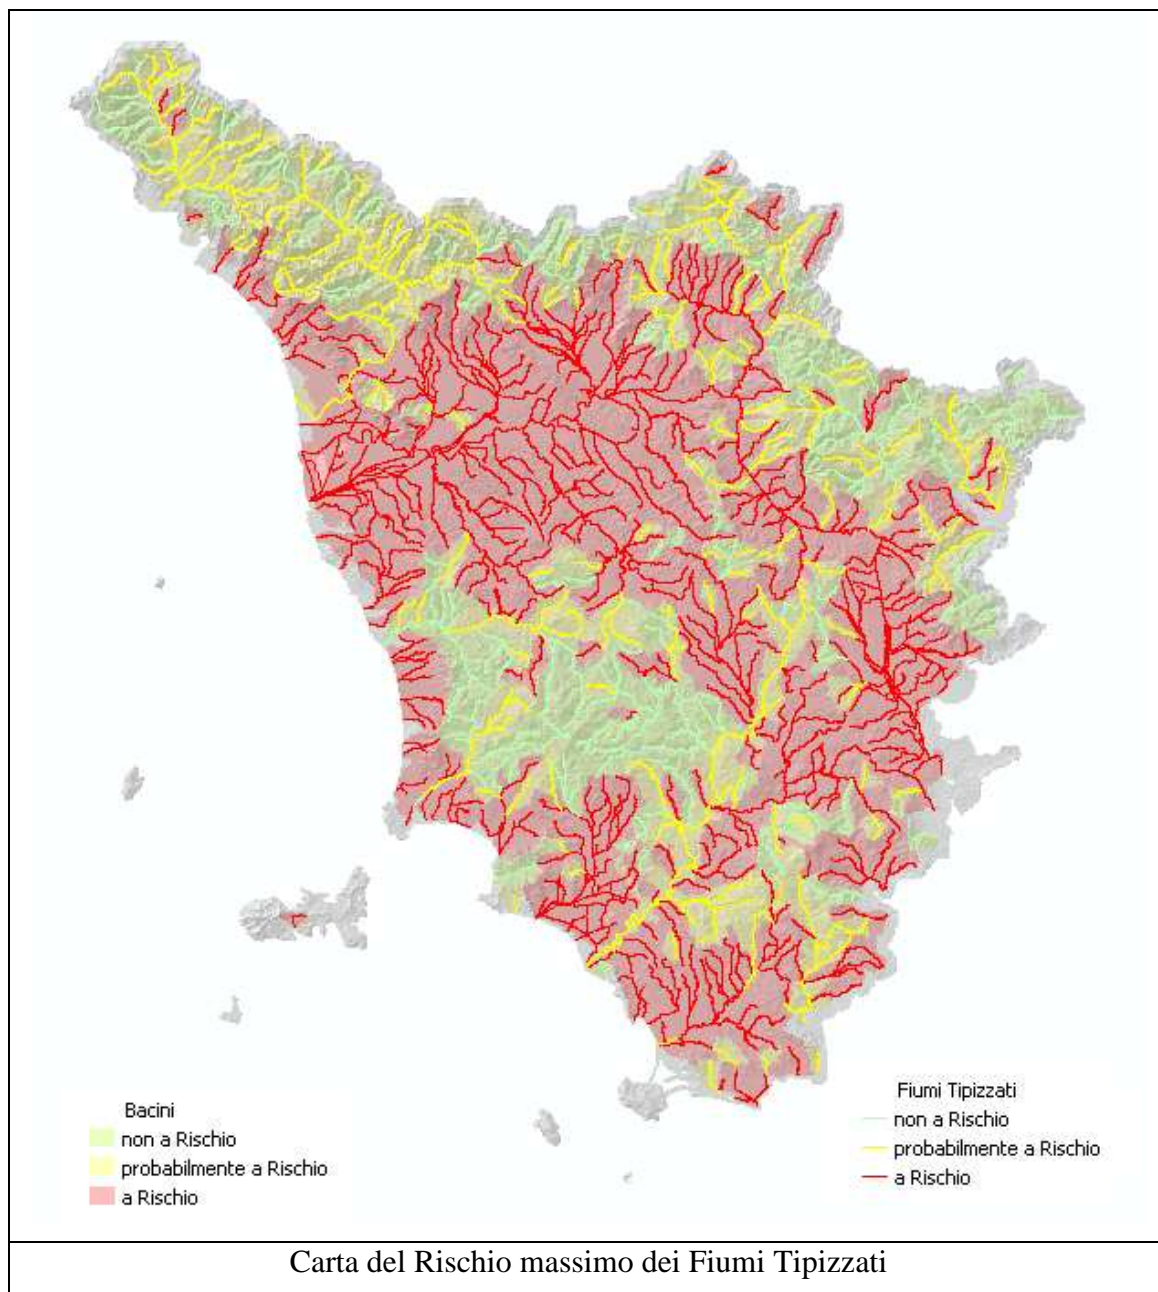 Bacini
non a Rischio
probabilmente a Rischio
a Rischio
Fiumi Tipizzati
non a Rischio
probabilmente a Rischio
a Rischio
Carta del Rischio massimo dei Fiumi Tipizzati